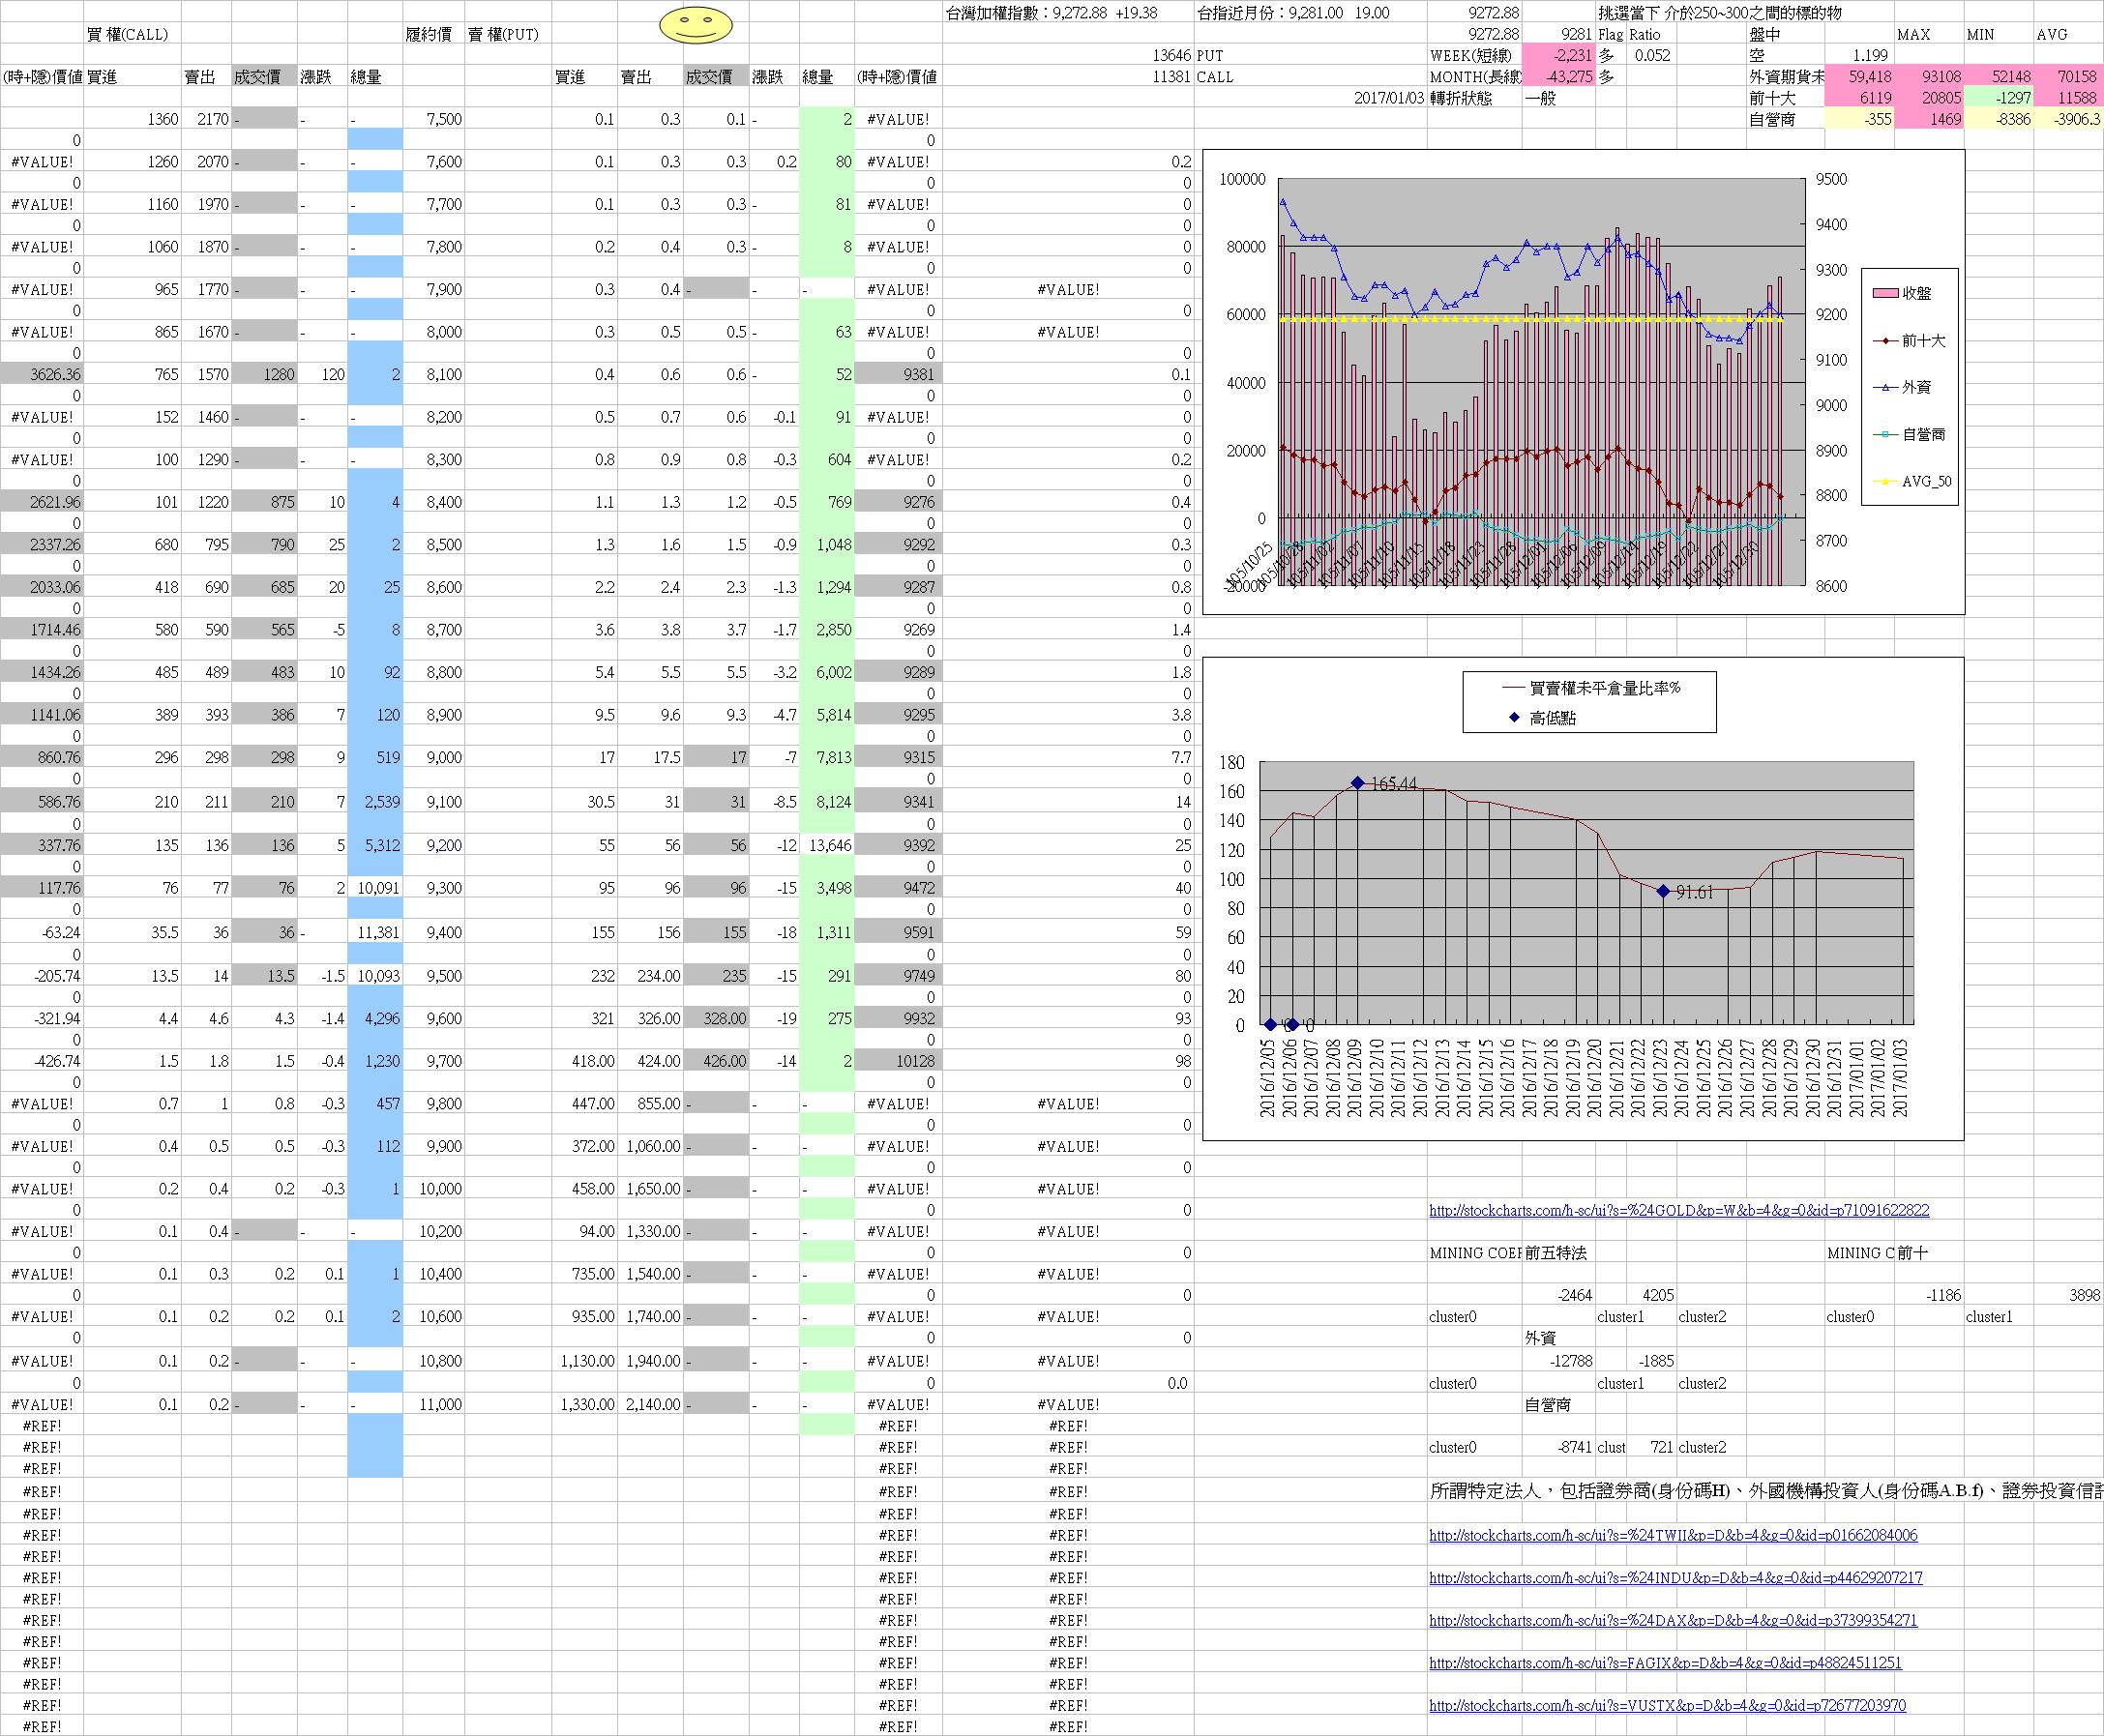 台灣加權指數：9,272.88 +19.38 台指近月份：9,281.00 19.00 9272.88 挑選當下 介於250~300之間的標的物
買 權(CALL) 履約價 賣 權(PUT) 9272.88 9281 Flag Ratio 盤中 MAX MIN AVG
13646 PUT WEEK(短線) -2,231 多 0.052 空 1.199
(時+隱)價值 買進 賣出 成交價 漲跌 總量 買進 賣出 成交價 漲跌 總量 (時+隱)價值 11381 CALL MONTH(長線) -43,275 多 外資期貨未 59,418 93108 52148 70158
2017/01/03 轉折狀態 一般 前十大 6119 20805 -1297 11588
1360 2170 - - - 7,500 0.1 0.3 0.1 - 2 #VALUE! 自營商 -355 1469 -8386 -3906.3
0 0
#VALUE! 1260 2070 - - - 7,600 0.1 0.3 0.3 0.2 80 #VALUE! 0.2
0 0 0
#VALUE! 1160 1970 - - - 7,700 0.1 0.3 0.3 - 81 #VALUE! 0
0 0 0
#VALUE! 1060 1870 - - - 7,800 0.2 0.4 0.3 - 8 #VALUE! 0
0 0 0
#VALUE! 965 1770 - - - 7,900 0.3 0.4 - - - #VALUE! #VALUE!
0 0 0
#VALUE! 865 1670 - - - 8,000 0.3 0.5 0.5 - 63 #VALUE! #VALUE!
0 0 0
3626.36 765 1570 1280 120 2 8,100 0.4 0.6 0.6 - 52 9381 0.1
0 0 0
#VALUE! 152 1460 - - - 8,200 0.5 0.7 0.6 -0.1 91 #VALUE! 0
0 0 0
#VALUE! 100 1290 - - - 8,300 0.8 0.9 0.8 -0.3 604 #VALUE! 0.2
0 0 0
2621.96 101 1220 875 10 4 8,400 1.1 1.3 1.2 -0.5 769 9276 0.4
0 0 0
2337.26 680 795 790 25 2 8,500 1.3 1.6 1.5 -0.9 1,048 9292 0.3
0 0 0
2033.06 418 690 685 20 25 8,600 2.2 2.4 2.3 -1.3 1,294 9287 0.8
0 0 0
1714.46 580 590 565 -5 8 8,700 3.6 3.8 3.7 -1.7 2,850 9269 1.4
0 0 0
1434.26 485 489 483 10 92 8,800 5.4 5.5 5.5 -3.2 6,002 9289 1.8
0 0 0
1141.06 389 393 386 7 120 8,900 9.5 9.6 9.3 -4.7 5,814 9295 3.8
0 0 0
860.76 296 298 298 9 519 9,000 17 17.5 17 -7 7,813 9315 7.7
0 0 0
586.76 210 211 210 7 2,539 9,100 30.5 31 31 -8.5 8,124 9341 14
0 0 0
337.76 135 136 136 5 5,312 9,200 55 56 56 -12 13,646 9392 25
0 0 0
117.76 76 77 76 2 10,091 9,300 95 96 96 -15 3,498 9472 40
0 0 0
-63.24 35.5 36 36 - 11,381 9,400 155 156 155 -18 1,311 9591 59
0 0 0
-205.74 13.5 14 13.5 -1.5 10,093 9,500 232 234.00 235 -15 291 9749 80
0 0 0
-321.94 4.4 4.6 4.3 -1.4 4,296 9,600 321 326.00 328.00 -19 275 9932 93
0 0 0
-426.74 1.5 1.8 1.5 -0.4 1,230 9,700 418.00 424.00 426.00 -14 2 10128 98
0 0 0
#VALUE! 0.7 1 0.8 -0.3 457 9,800 447.00 855.00 - - - #VALUE! #VALUE!
0 0 0
#VALUE! 0.4 0.5 0.5 -0.3 112 9,900 372.00 1,060.00 - - - #VALUE! #VALUE!
0 0 0
#VALUE! 0.2 0.4 0.2 -0.3 1 10,000 458.00 1,650.00 - - - #VALUE! #VALUE!
0 0 0 http://stockcharts.com/h-sc/ui?s=%24GOLD&p=W&b=4&g=0&id=p71091622822
#VALUE! 0.1 0.4 - - - 10,200 94.00 1,330.00 - - - #VALUE! #VALUE!
0 0 0 MINING COEF 前五特法 MINING C 前十
#VALUE! 0.1 0.3 0.2 0.1 1 10,400 735.00 1,540.00 - - - #VALUE! #VALUE!
0 0 0 -2464 4205 -1186 3898
#VALUE! 0.1 0.2 0.2 0.1 2 10,600 935.00 1,740.00 - - - #VALUE! #VALUE! cluster0 cluster1 cluster2 cluster0 cluster1
0 0 0 外資
#VALUE! 0.1 0.2 - - - 10,800 1,130.00 1,940.00 - - - #VALUE! #VALUE! -12788 -1885
0 0 0.0 cluster0 cluster1 cluster2
#VALUE! 0.1 0.2 - - - 11,000 1,330.00 2,140.00 - - - #VALUE! #VALUE! 自營商
#REF! #REF! #REF!
#REF! #REF! #REF! cluster0 -8741 clust 721 cluster2
#REF! #REF! #REF!
#REF! #REF! #REF! 所謂特定法人，包括證券商(身份碼H)、外國機構投資人(身份碼A.B.f)、證券投資信託
#REF! #REF! #REF!
#REF! #REF! #REF! http://stockcharts.com/h-sc/ui?s=%24TWII&p=D&b=4&g=0&id=p01662084006
#REF! #REF! #REF!
#REF! #REF! #REF! http://stockcharts.com/h-sc/ui?s=%24INDU&p=D&b=4&g=0&id=p44629207217
#REF! #REF! #REF!
#REF! #REF! #REF! http://stockcharts.com/h-sc/ui?s=%24DAX&p=D&b=4&g=0&id=p37399354271
#REF! #REF! #REF!
#REF! #REF! #REF! http://stockcharts.com/h-sc/ui?s=FAGIX&p=D&b=4&g=0&id=p48824511251
#REF! #REF! #REF!
#REF! #REF! #REF! http://stockcharts.com/h-sc/ui?s=VUSTX&p=D&b=4&g=0&id=p72677203970
#REF! #REF! #REF!
100000 9500
9400
80000
9300
60000 9200
9100
40000
9000
20000 8900
8800
0
8700
-20000 8600
105/10/25 105/10/28 105/11/02 105/11/07 105/11/10 105/11/15 105/11/18 105/11/23 105/11/28 105/12/01 105/12/06 105/12/09 105/12/14 105/12/19 105/12/22 105/12/27 105/12/30
收盤
前十大
外資
自營商
AVG_50
買賣權未平倉量比率%
高低點
180
160 165.44
140
120
100
91.61
80
60
40
20
0 0 0
2016/12/05 2016/12/06 2016/12/07 2016/12/08 2016/12/09 2016/12/10 2016/12/11 2016/12/12 2016/12/13 2016/12/14 2016/12/15 2016/12/16 2016/12/17 2016/12/18 2016/12/19 2016/12/20 2016/12/21 2016/12/22 2016/12/23 2016/12/24 2016/12/25 2016/12/26 2016/12/27 2016/12/28 2016/12/29 2016/12/30 2016/12/31 2017/01/01 2017/01/02 2017/01/03